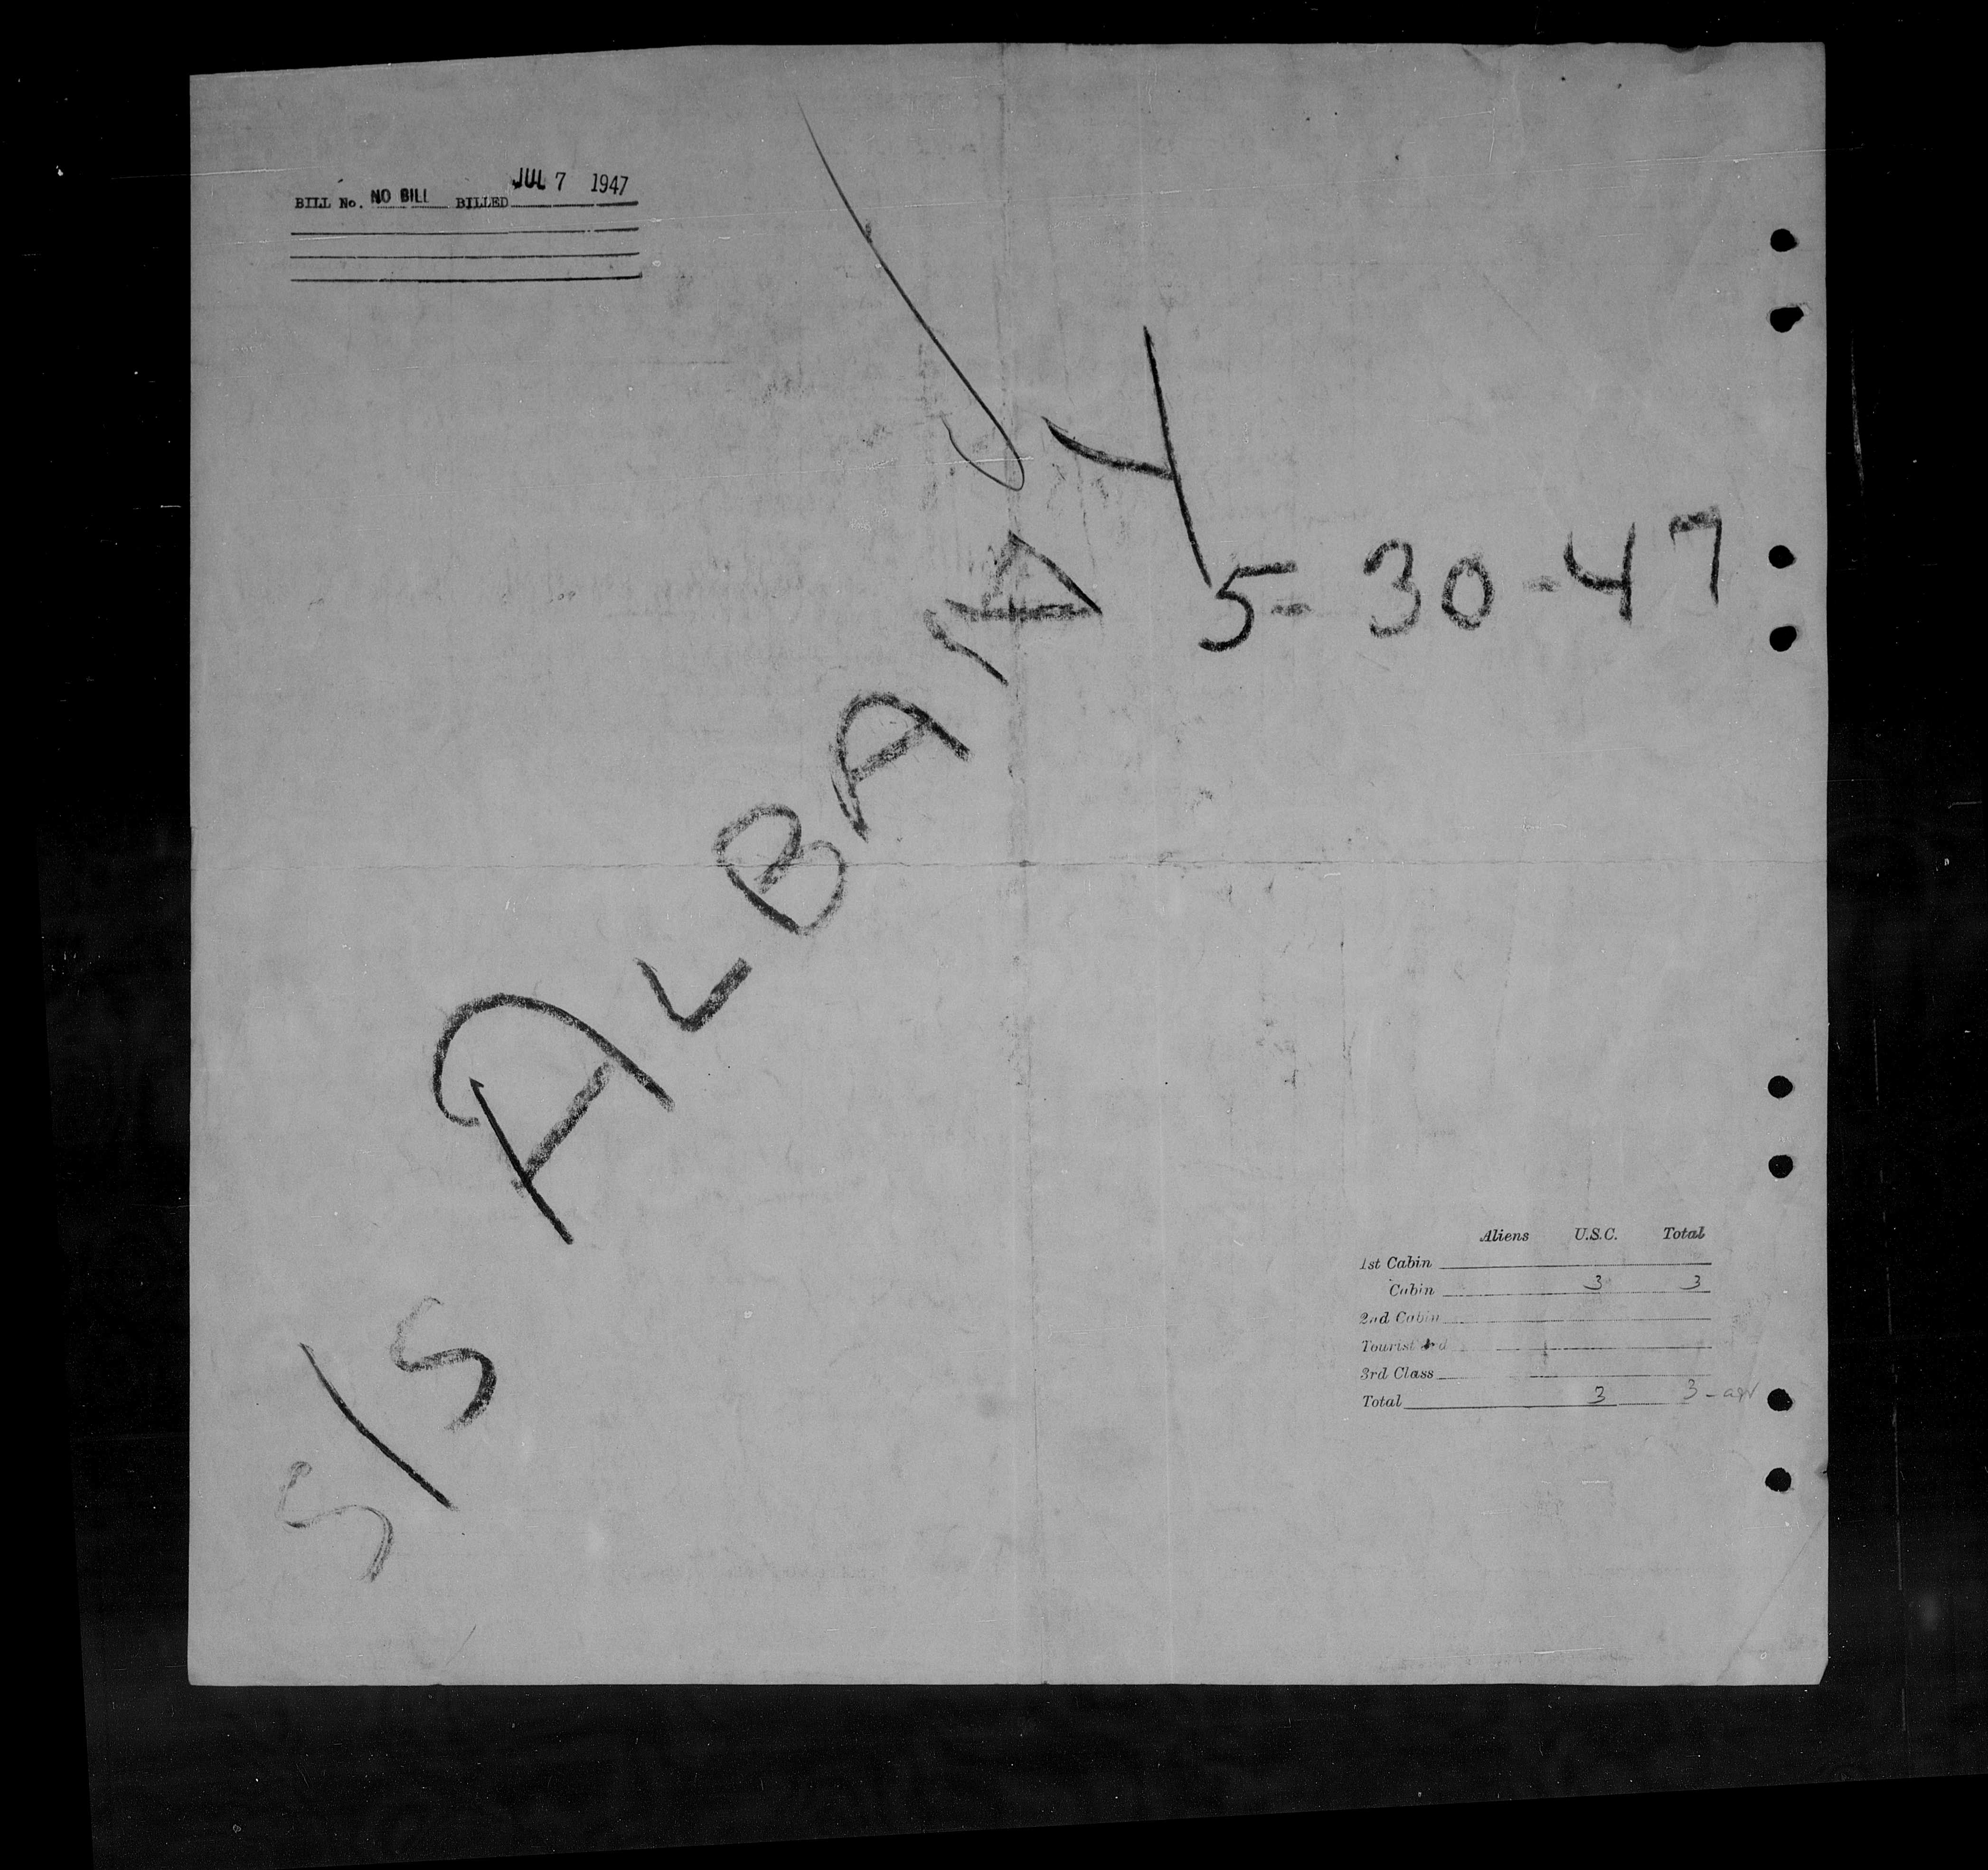 JUL 7 1947
BILL No. NO BILL BILLED
S/S ALBANY
5-30-47
Aliens U.S.C. Total
1st Cabin
Cabin 3 3
2nd Cabin
Tourist
3rd Class
Total 3 3 -